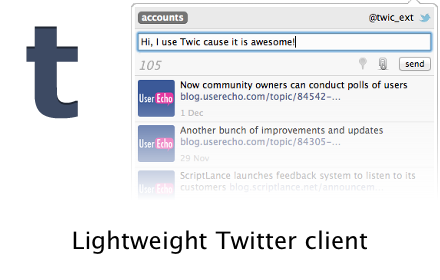 t
accounts
@twic_ext
Hi, I use Twic cause it is awesome!
105
send
User Echo
Now community owners can conduct polls of users
blog.userecho.com/topic/84542-...
1 Dec
User Echo
Another bunch of improvements and updates
blog.userecho.com/topic/84305-...
29 Nov
User Echo
ScriptLance launches feedback system to listen to its
customers blog.scriptlance.net/announcem...
Lightweight Twitter client